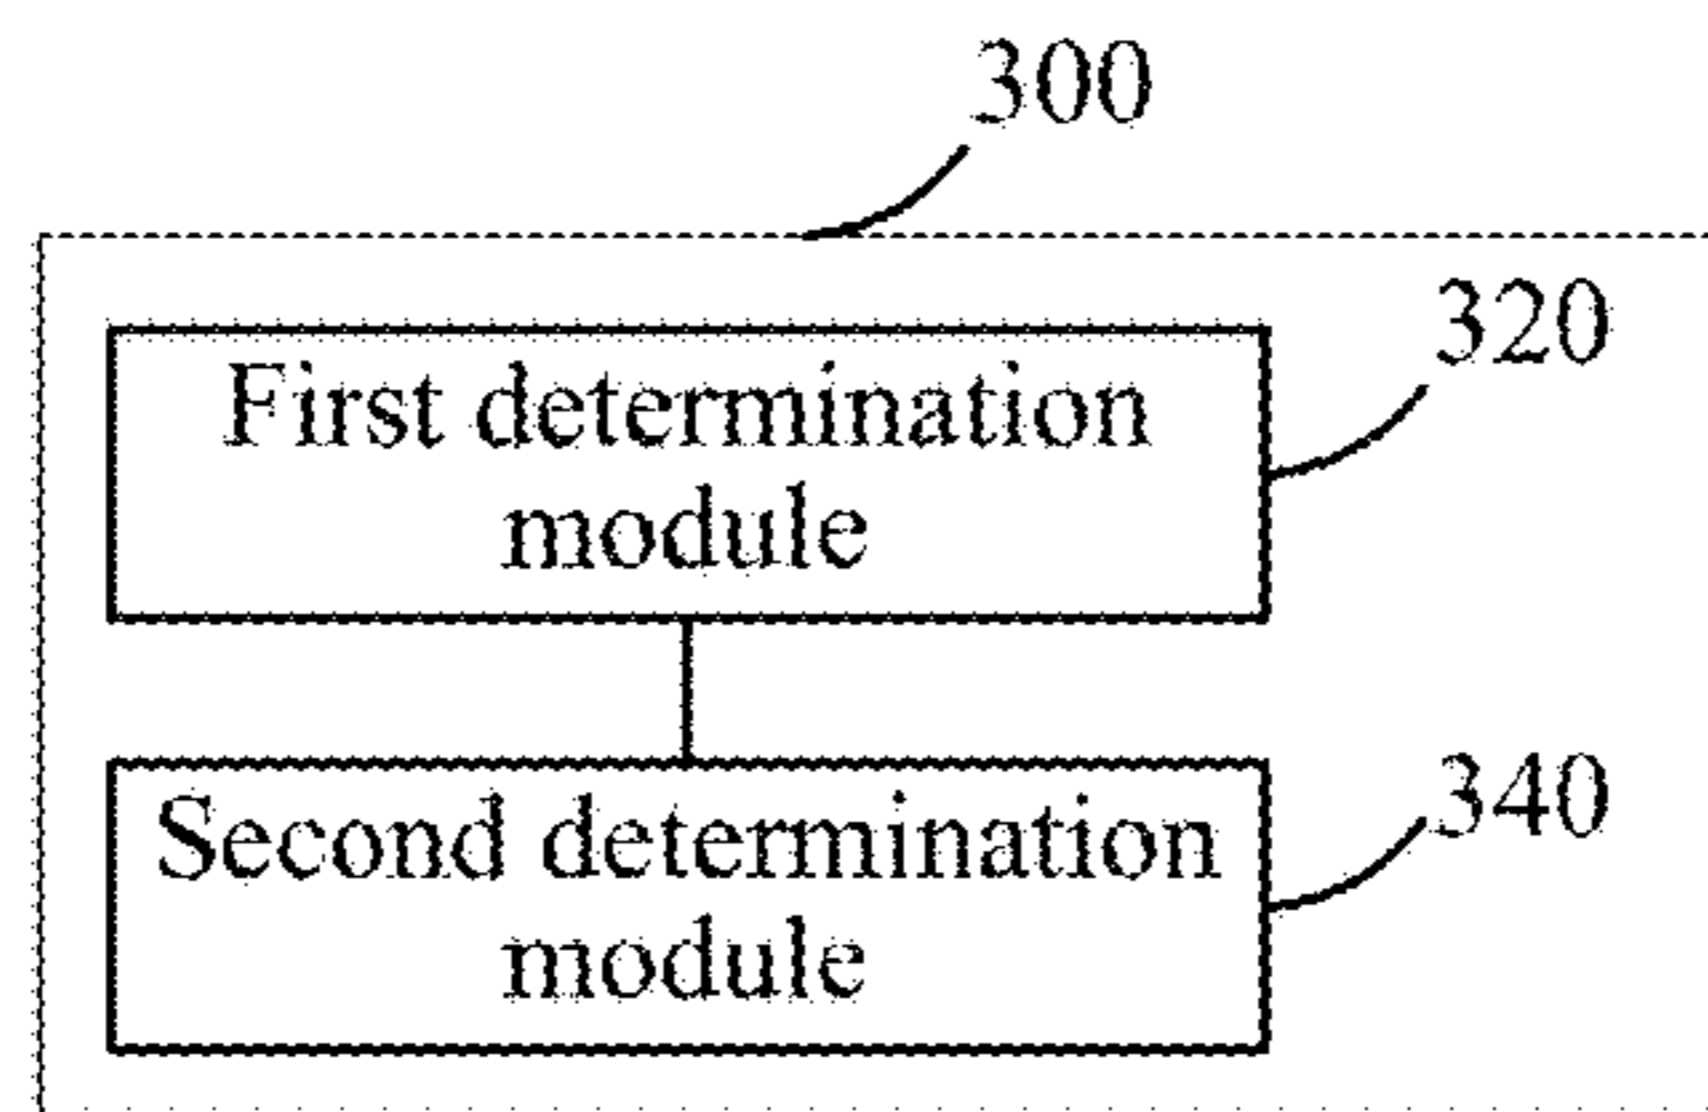 300
320
First determination
module
340
Second determination
module